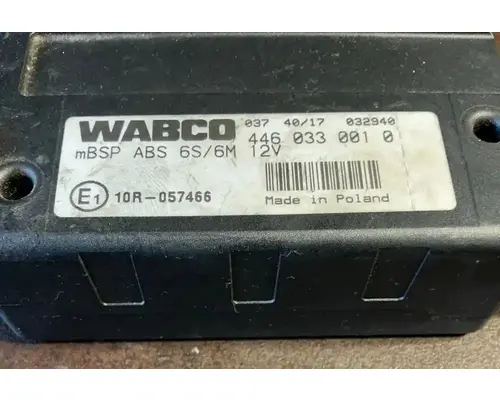 037 40/17 032940
WABCO 446 033 001 0
mBSP ABS 6S/6M 12V
E1 10R-057466
Made in Poland